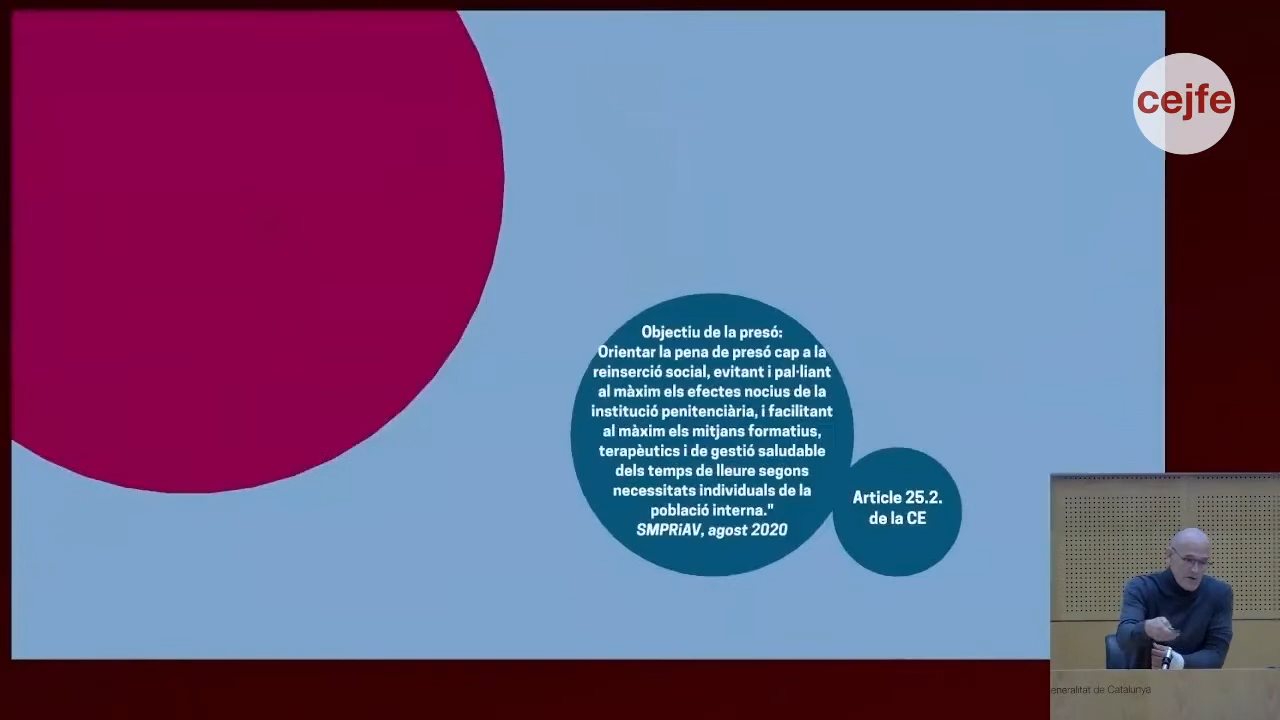 cejfe
Objectiu de la presó:
Orientar la pena de presó cap a la
reinserció social, evitant i pal·liant
al màxim els efectes nocius de la
institució penitenciària, i facilitant
al màxim els mitjans formatius,
terapèutics i de gestió saludable
dels temps de lleure segons
necessitats individuals de la
població interna."
SMPRiAV, agost 2020
Article 25.2.
de la CE
eneralitat de Catalunya